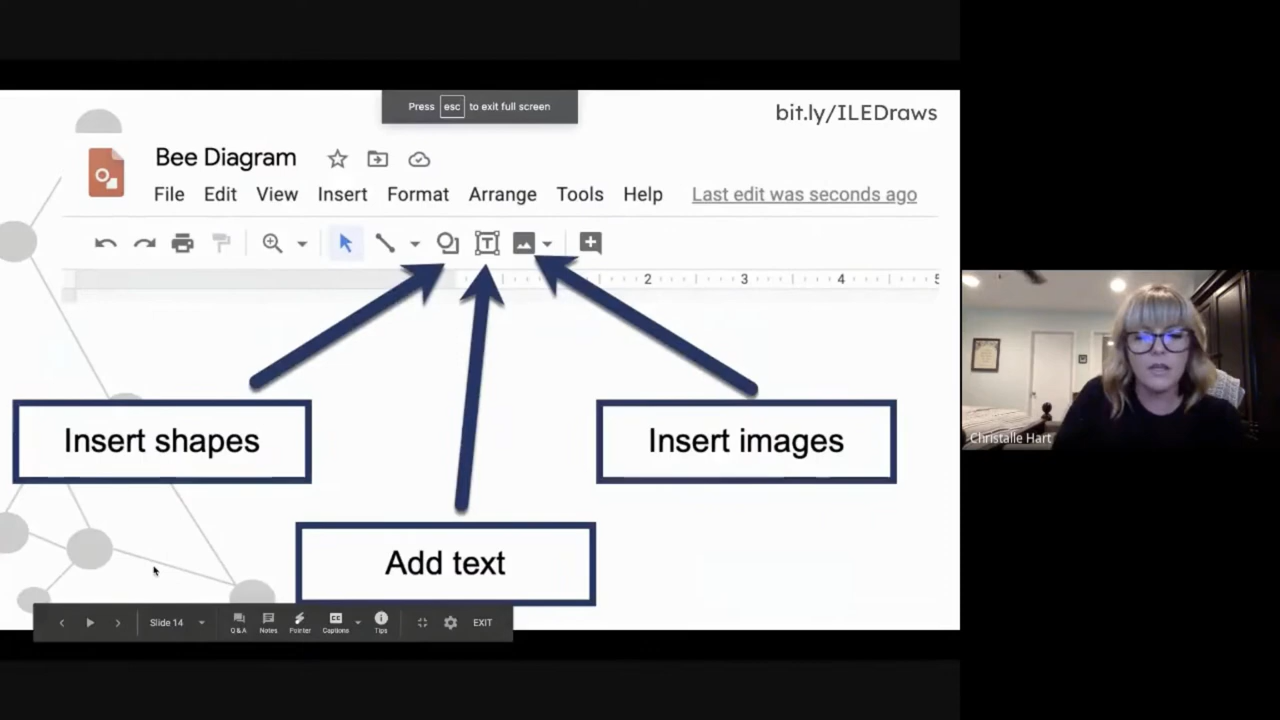 Press esc to exit full screen
bit.ly/ILEDraws
Bee Diagram
File Edit View Insert Format Arrange Tools Help Last edit was seconds ago
2 3 4 5
Insert shapes
Insert images
Add text
Christalle Hart
Slide 14 Q&A Notes Pointer CC Captions Tips EXIT